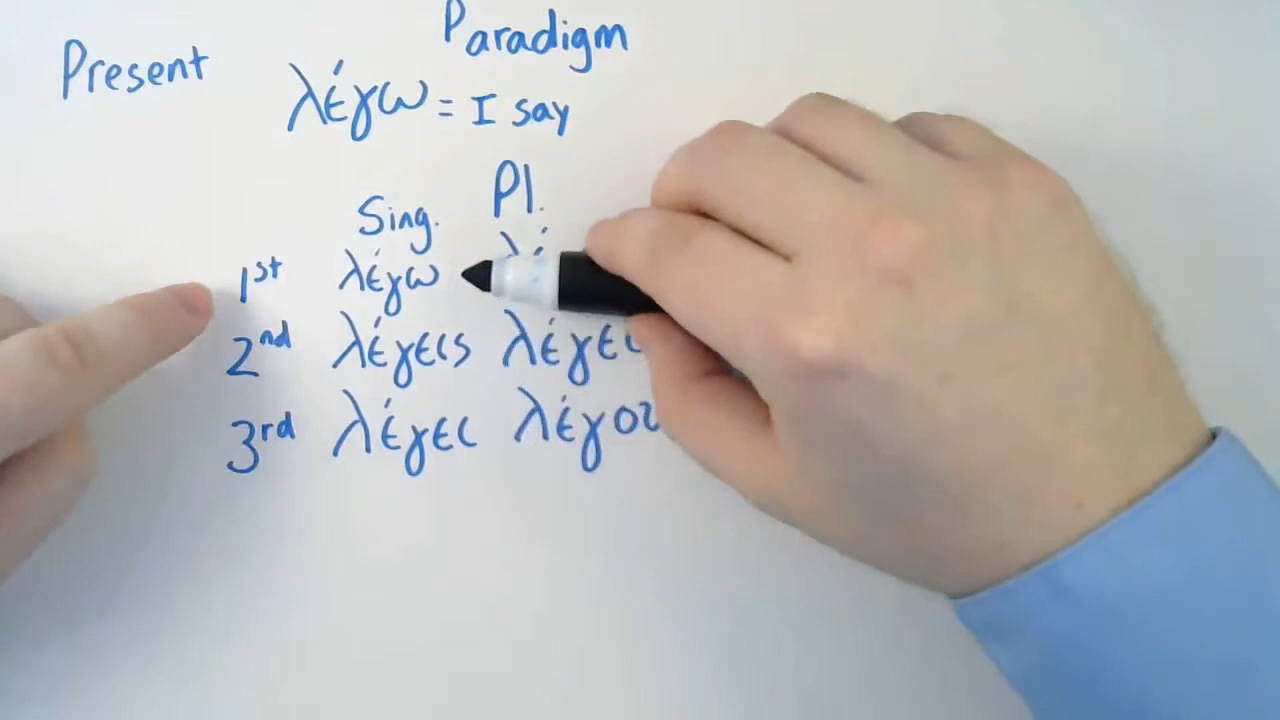 Paradigm
Present
λέγω = I say
Sing. Pl.
1st λέγω
2nd λέγεις
3rd λέγει